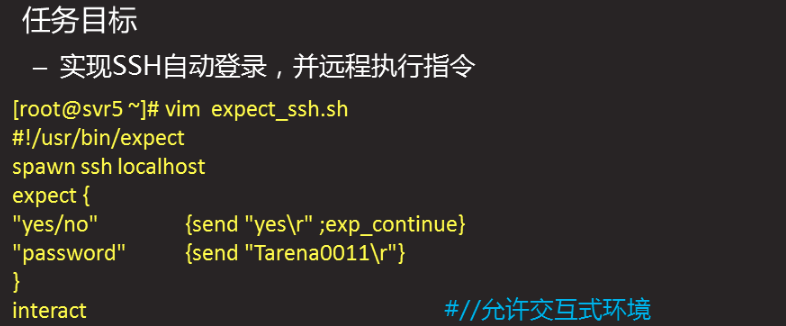 任务目标
– 实现SSH自动登录，并远程执行指令
[root@svr5 ~]# vim  expect_ssh.sh
#!/usr/bin/expect
spawn ssh localhost
expect {
"yes/no"              {send "yes\r" ;exp_continue}
"password"         {send "Tarena0011\r"}
}
interact                                                  #//允许交互式环境